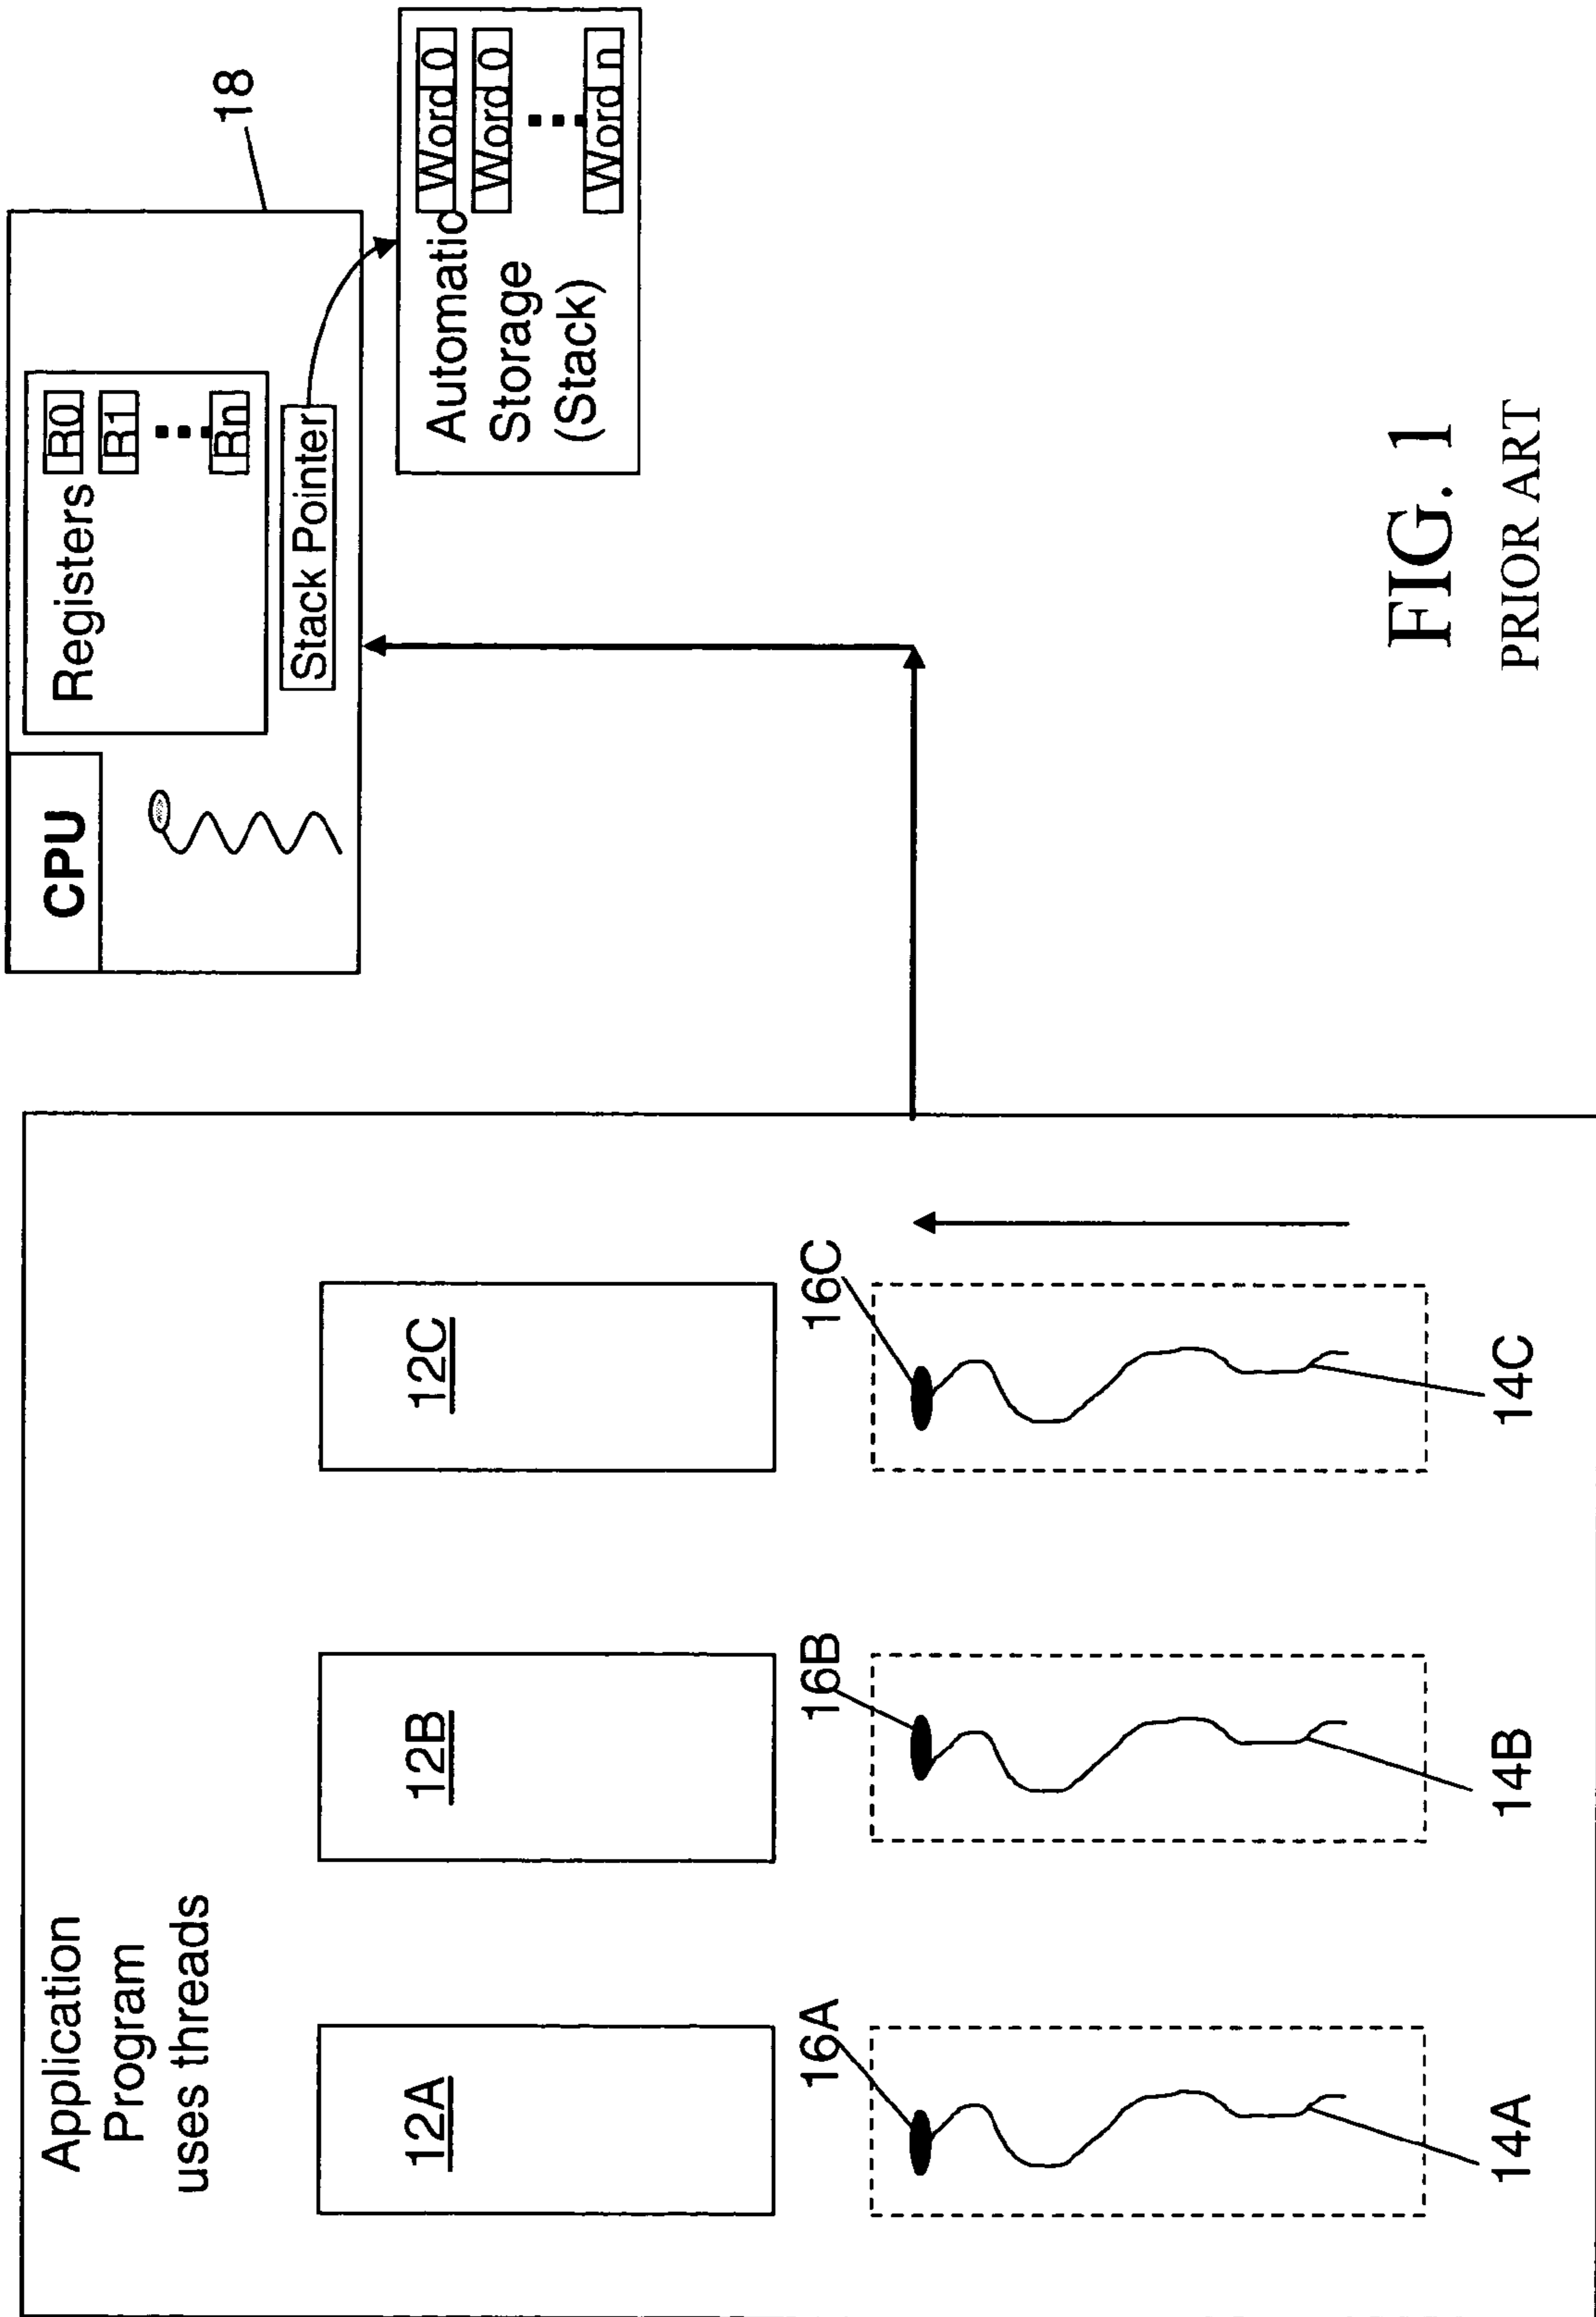 Application
Program
uses threads
12A
12B
12C
16A
16B
16C
14A
14B
14C
CPU
Registers
R0
R1
Rn
Stack Pointer
18
Automatic
Storage
(Stack)
Word 0
Word 0
Word n
FIG. 1
PRIOR ART